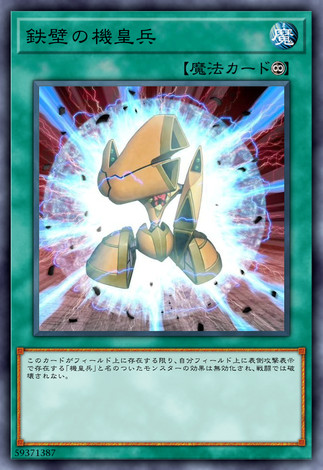 鉄壁の機皇兵
魔
【魔法カード】
このカードがフィールド上に存在する限り、自分フィールド上に表側攻撃表示
で存在する「機皇兵」と名のついたモンスターの効果は無効化され、戦闘では破
壊されない。
59371387